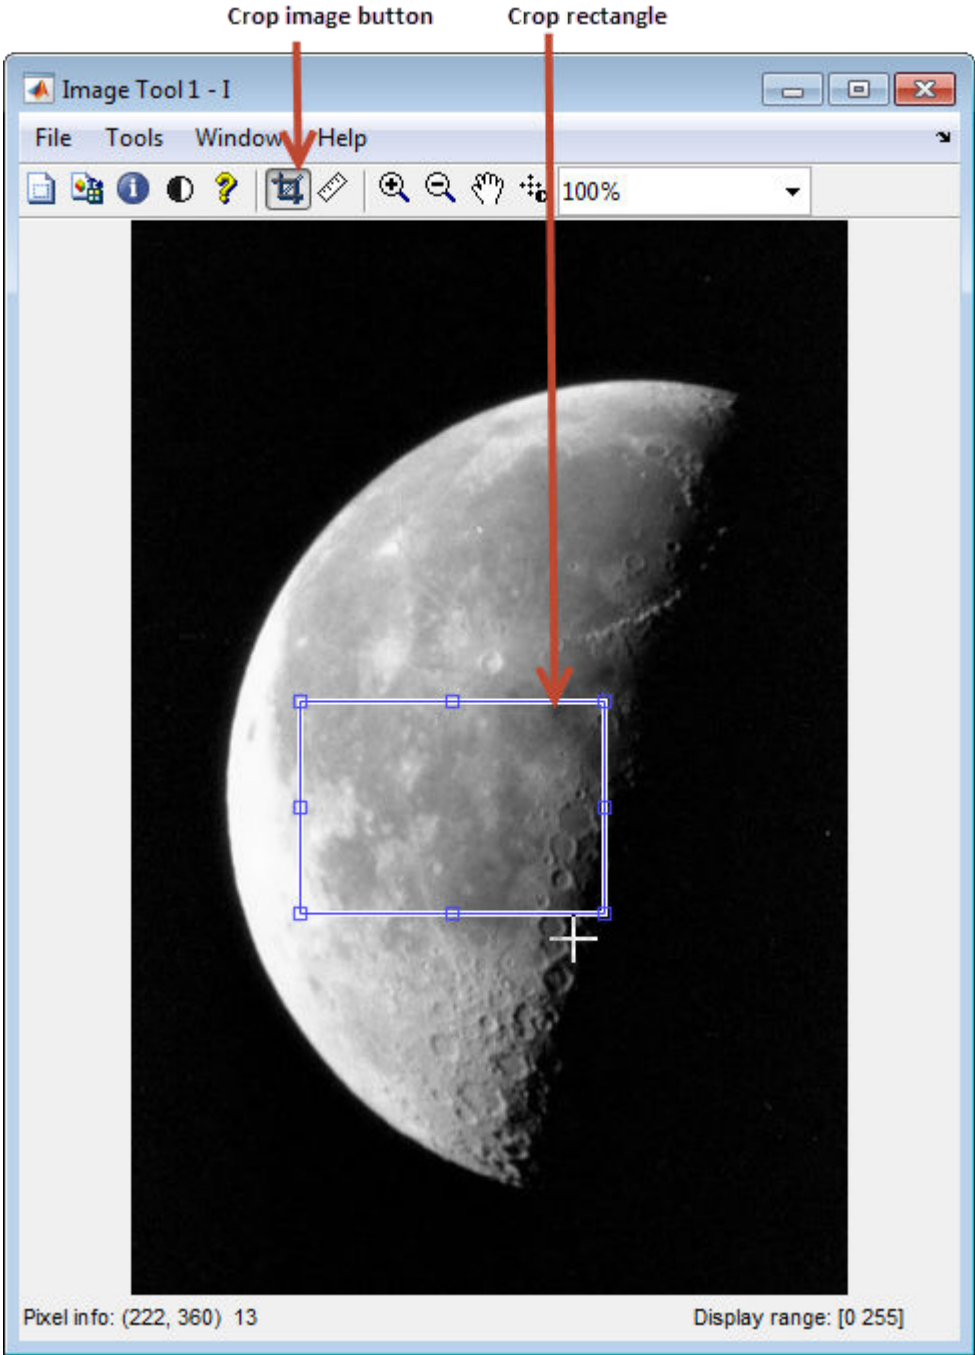 Crop image button Crop rectangle
Image Tool 1 - I
File Tools Window Help
100%
Pixel info: (222, 360) 13 Display range: [0 255]